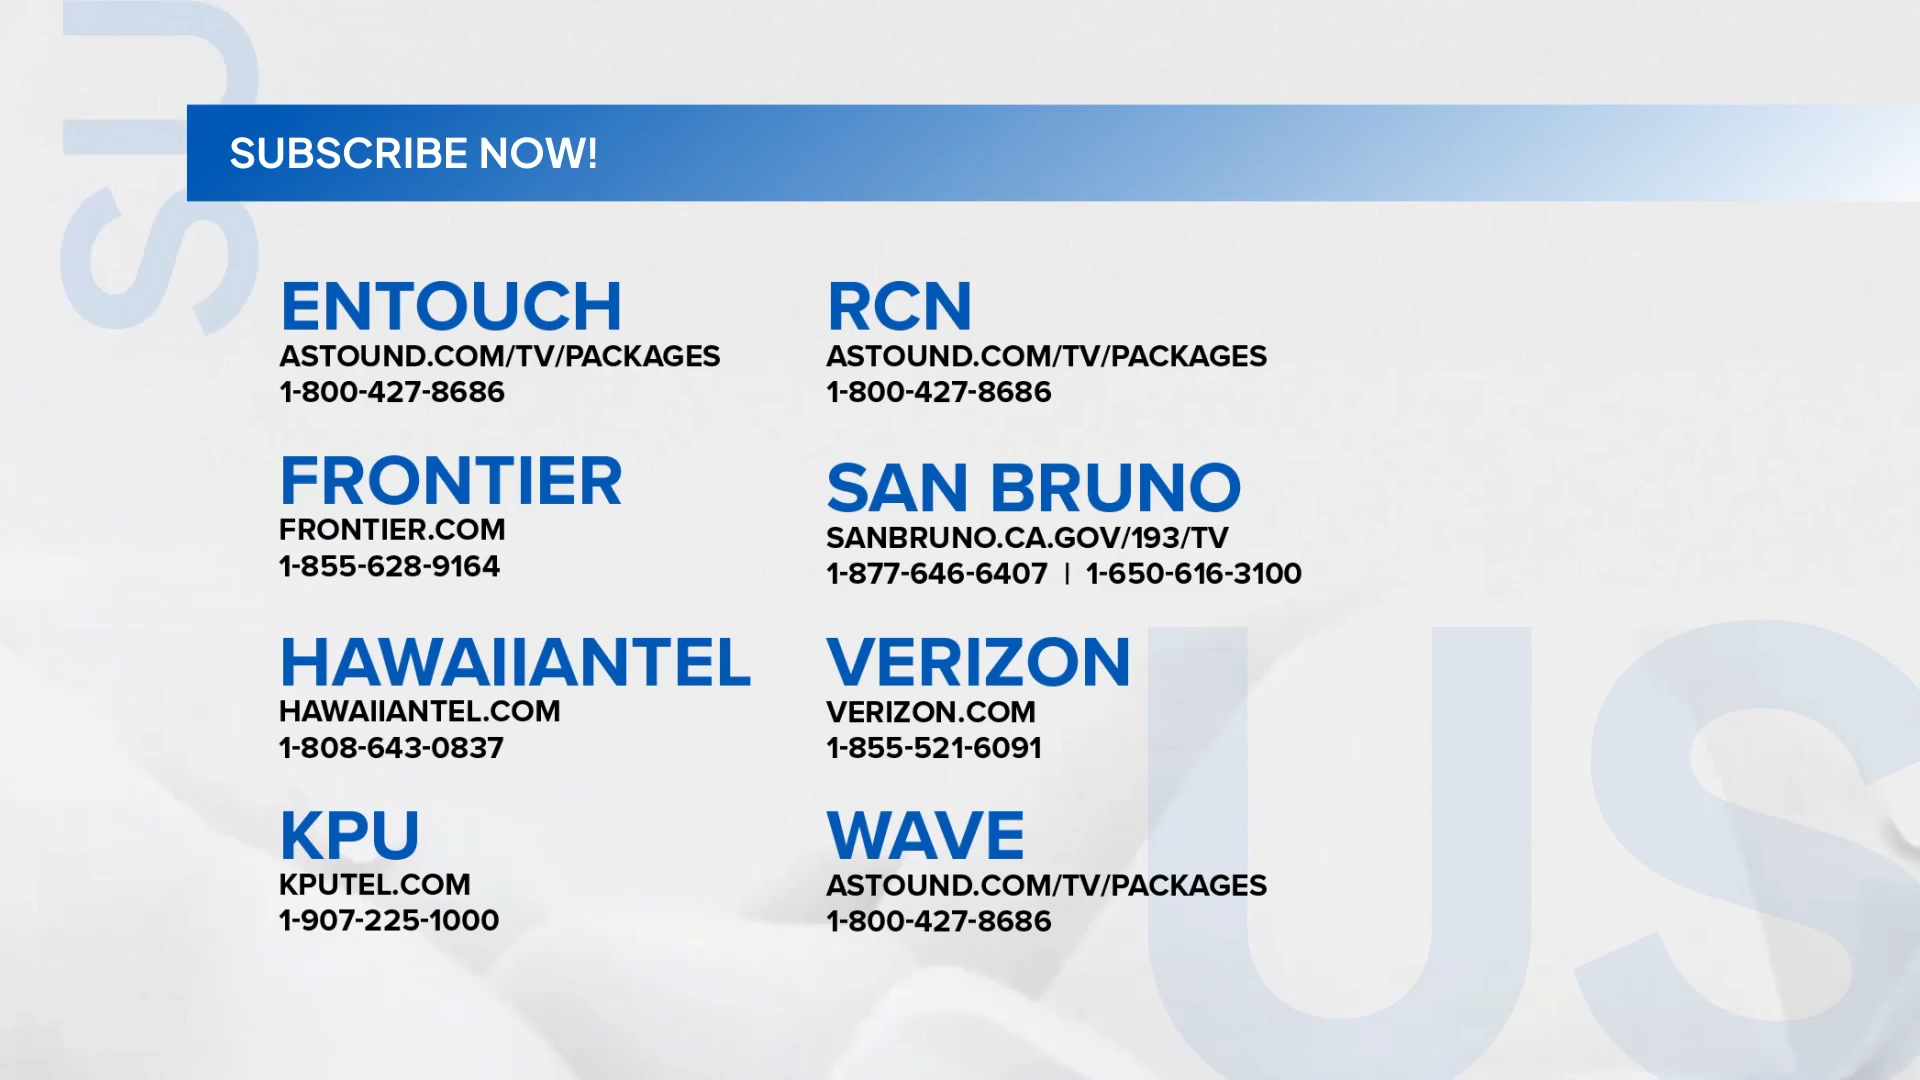 SUBSCRIBE NOW!
ENTOUCH
ASTOUND.COM/TV/PACKAGES
1-800-427-8686
FRONTIER
FRONTIER.COM
1-855-628-9164
HAWAIIANTEL
HAWAIIANTEL.COM
1-808-643-0837
KPU
KPUTEL.COM
1-907-225-1000
RCN
ASTOUND.COM/TV/PACKAGES
1-800-427-8686
SAN BRUNO
SANBRUNO.CA.GOV/193/TV
1-877-646-6407 | 1-650-616-3100
VERIZON
VERIZON.COM
1-855-521-6091
WAVE
ASTOUND.COM/TV/PACKAGES
1-800-427-8686
US